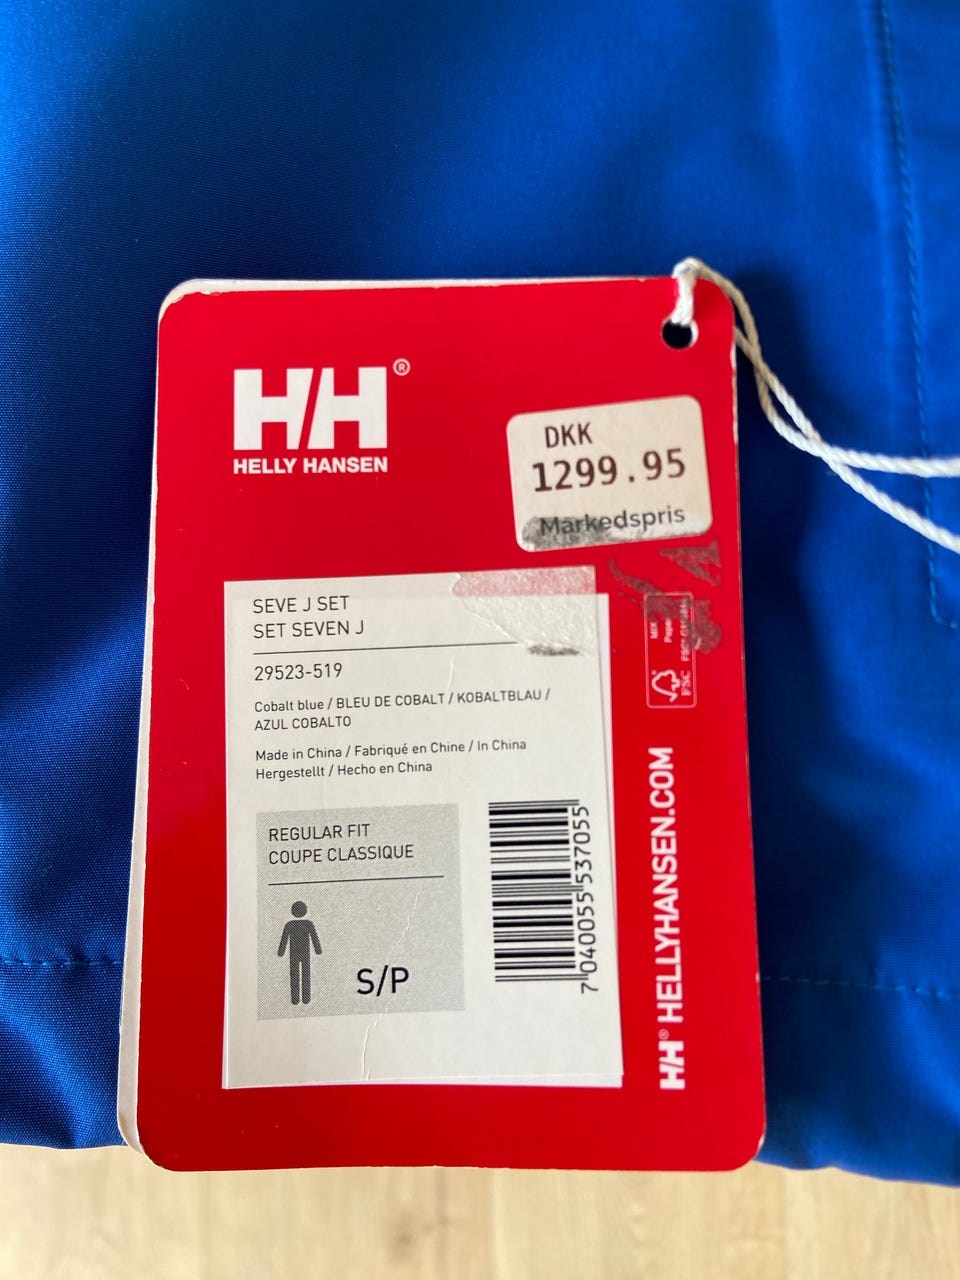 HH®
HELLY HANSEN
DKK
1299.95
Markedspris
SEVE J SET
SET SEVEN J
29523-519
Cobalt blue / BLEU DE COBALT / KOBALTBLAU /
AZUL COBALTO
Made in China / Fabriqué en Chine / In China
Hergestellt / Hecho en China
REGULAR FIT
COUPE CLASSIQUE
S/P
7 040055 537055
MIX
FSC
HH® HELLYHANSEN.COM